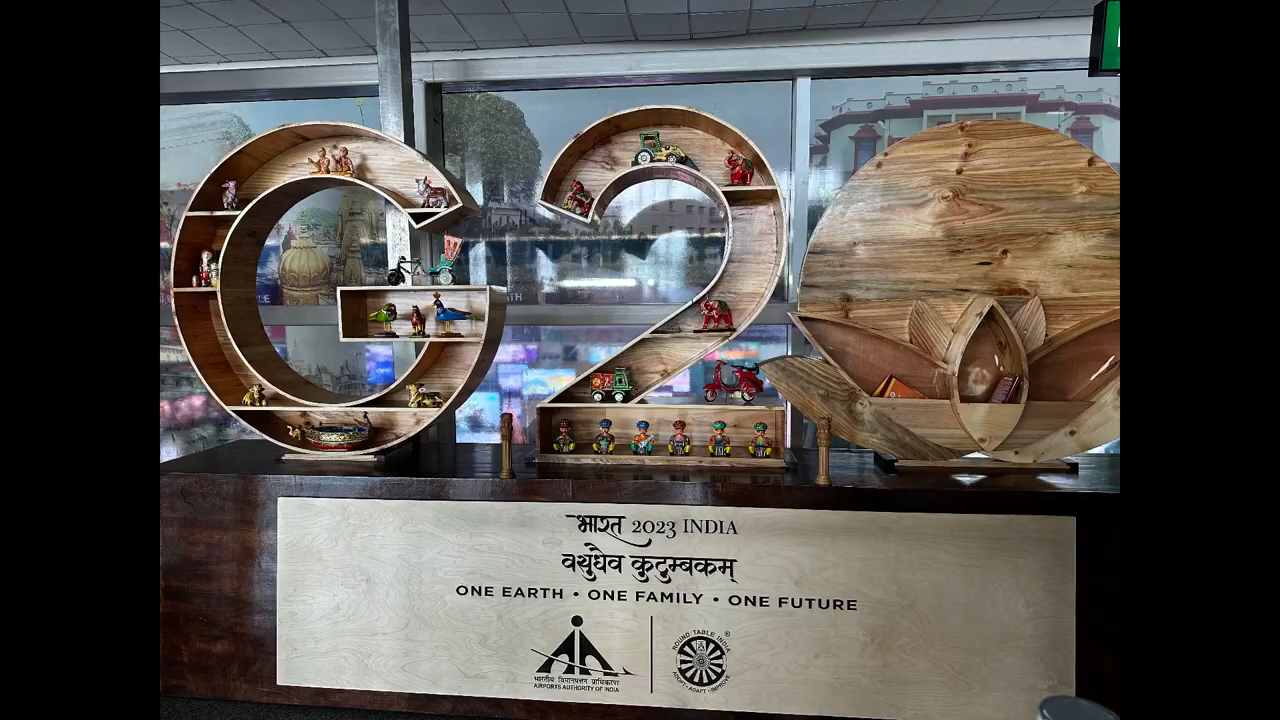 G2
भारत 2023 INDIA
वसुधैव कुटुम्बकम्
ONE EARTH • ONE FAMILY • ONE FUTURE
भारतीय विमानपत्तन प्राधिकरण
AIRPORTS AUTHORITY OF INDIA
ROUND TABLE INDIA
ADOPT • ADAPT • IMPROVE